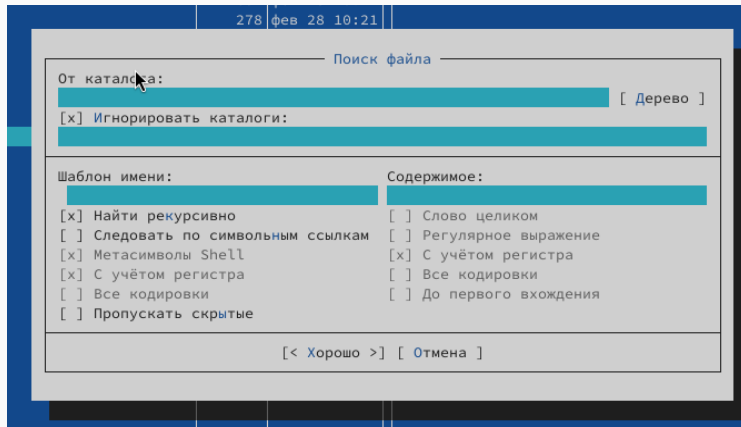 278 фев 28 10:21
Поиск файла
От каталога:
[ Дерево ]
[x] Игнорировать каталоги:
Шаблон имени: Содержимое:
[x] Найти рекурсивно [ ] Слово целиком
[ ] Следовать по символьным ссылкам [ ] Регулярное выражение
[x] Метасимволы Shell [x] С учётом регистра
[x] С учётом регистра [ ] Все кодировки
[ ] Все кодировки [ ] До первого вхождения
[ ] Пропускать скрытые
[< Хорошо >] [ Отмена ]